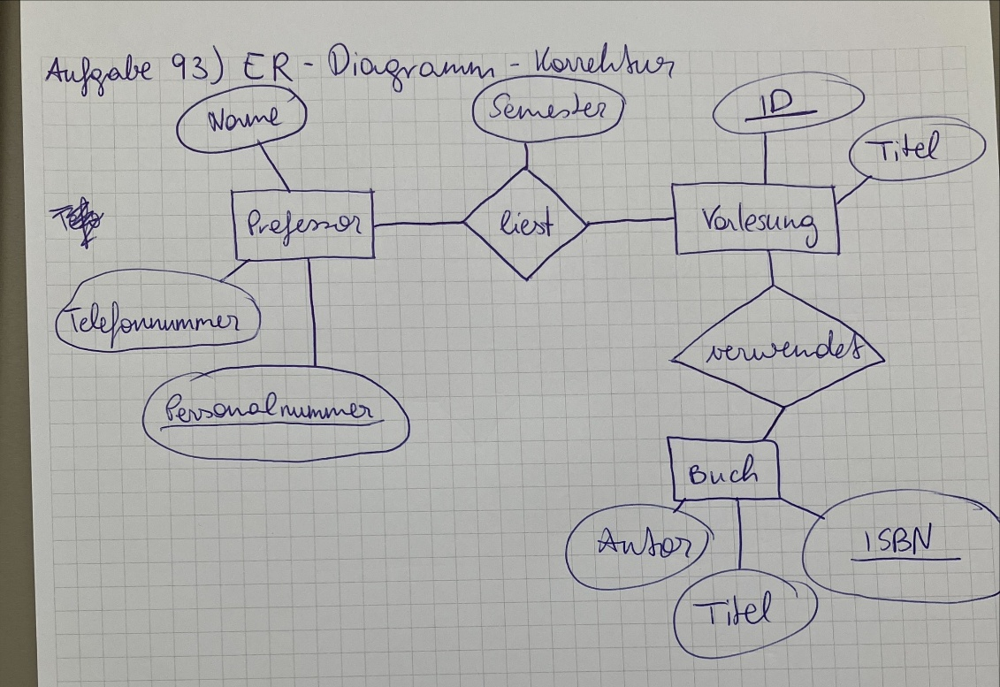 Aufgabe 93) ER - Diagramm - Korrektur
Name
Semester
ID
Titel
Professor
liest
Vorlesung
Telefonnummer
verwendet
Personalnummer
Buch
Autor
ISBN
Titel